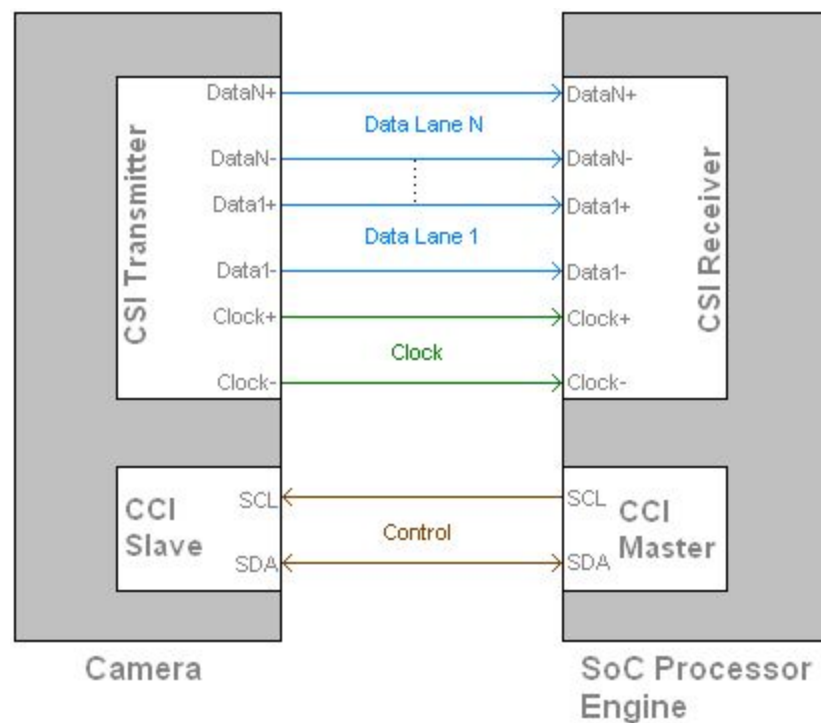 CSI Transmitter
DataN+
DataN-
Data1+
Data1-
Clock+
Clock-
Data Lane N
Data Lane 1
Clock
DataN+
DataN-
Data1+
Data1-
Clock+
Clock-
CSI Receiver
CCI
Slave
SCL
SDA
Control
SCL
SDA
CCI
Master
Camera
SoC Processor
Engine